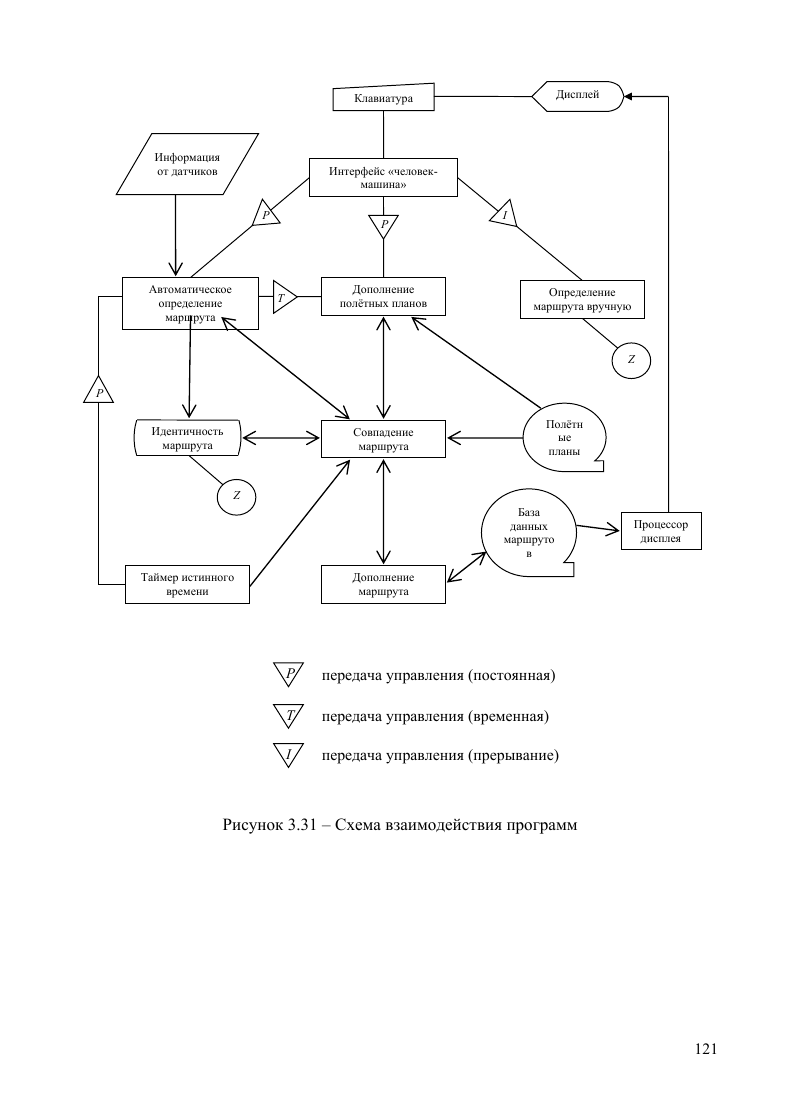 Клавиатура
Дисплей
Информация
от датчиков
Интерфейс «человек-
машина»
P
P
I
Автоматическое
определение
маршрута
T
Дополнение
полётных планов
Определение
маршрута вручную
Z
P
Идентичность
маршрута
Совпадение
маршрута
Полётн
ые
планы
Z
База
данных
маршруто
в
Процессор
дисплея
Таймер истинного
времени
Дополнение
маршрута
P передача управления (постоянная)
T передача управления (временная)
I передача управления (прерывание)
Рисунок 3.31 – Схема взаимодействия программ
121